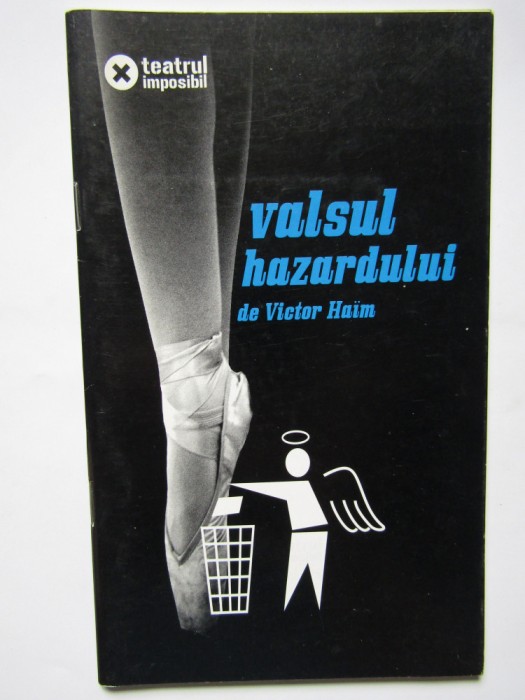 teatrul
imposibil
valsul
hazardului
de Victor Haïm